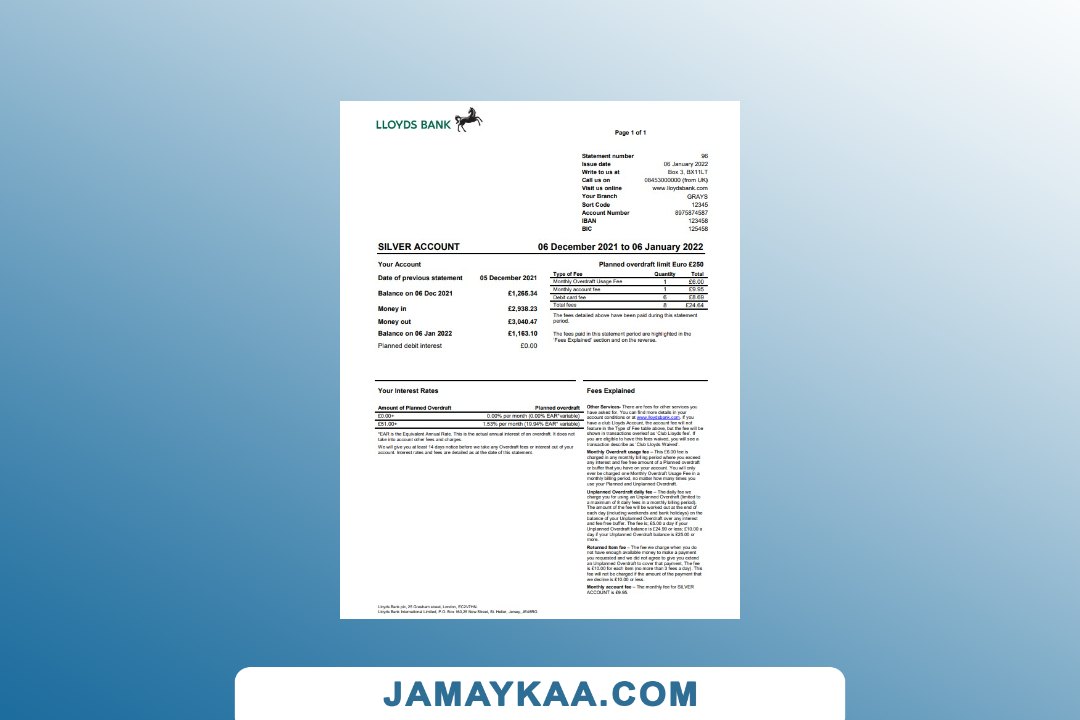 LLOYDS BANK
Page 1 of 1
Statement number 96
Issue date 06 January 2022
Write to us at Box 3, BX11LT
Call us on 08453000000 (from UK)
Visit us online www.lloydsbank.com
Your Branch GRAYS
Sort Code 12345
Account Number 8975874587
IBAN 123458
BIC 125458
SILVER ACCOUNT 06 December 2021 to 06 January 2022
Your Account
Date of previous statement 05 December 2021
Balance on 06 Dec 2021 £1,265.34
Money in £2,938.23
Money out £3,040.47
Balance on 06 Jan 2022 £1,163.10
Planned debit interest £0.00
Planned overdraft limit Euro £250
Type of Fee Quantity Total
Monthly Overdraft Usage Fee 1 £6.00
Monthly account fee 1 £9.95
Debit card fee 6 £8.69
Total fees 8 £24.64
The fees detailed above have been paid during this statement
period.
The fees paid in this statement period are highlighted in the
'Fees Explained' section and on the reverse.
Your Interest Rates
Amount of Planned Overdraft Planned overdraft
£0.00+ 0.00% per month (0.00% EAR*variable)
£51.00+ 1.53% per month (19.94% EAR*variable)
*EAR is the Equivalent Annual Rate. This is the actual annual interest of an overdraft. It does not
take into account other fees and charges.
We will give you at least 14 days notice before we take any Overdraft fees or interest out of your
account. Interest rates and fees are detailed as at the date of this statement.
Fees Explained
Other Services- There are fees for other services you
have asked for. You can find more details in your
account conditions or at www.lloydsbank.com. If you
have a club Lloyds Account, the account fee will not
feature in the Type of Fee table above, but the fee will be
shown in transactions overleaf as 'Club Lloyds fee'. If
you are eligible to have this fees waived, you will see a
transaction describe as 'Club Lloyds Waived'.
Monthly Overdraft usage fee – This £6.00 fee is
charged in any monthly billing period where you exceed
any interest and fee free amount of a Planned overdraft
or buffer that you have on your account. You will only
ever be charged one Monthly Overdraft Usage Fee in a
monthly billing period, no matter how many times you
use your Planned and Unplanned Overdraft.
Unplanned Overdraft daily fee – The daily fee we
charge you for using an Unplanned Overdraft (limited to
a maximum of 8 daily fees in a monthly billing period).
The amount of the fee will be worked out at the end of
each day (including weekends and bank holidays) on the
balance of your Unplanned Overdraft over any interest
and fee free buffer. The fee is: £5.00 a day if your
Unplanned Overdraft balance is £24.99 or less; £10.00 a
day if your Unplanned Overdraft balance is £25.00 or
more.
Returned Item fee – The fee we charge when you do
not have enough available money to make a payment
you requested and we did not agree to give you extend
an Unplanned Overdraft to cover that payment. The fee
is £10.00 for each item (no more than 3 fees a day). This
fee will not be charged if the amount of the payment that
we decline is £10.00 or less.
Monthly account fee – The monthly fee for SILVER
ACCOUNT is £9.95.
Lloyds Bank plc, 25 Gresham street, London,
Lloyds Bank International Limited, P.O. Box 160, 25 New Street, St. Helier, Jersey,
JAMAYKAA.COM